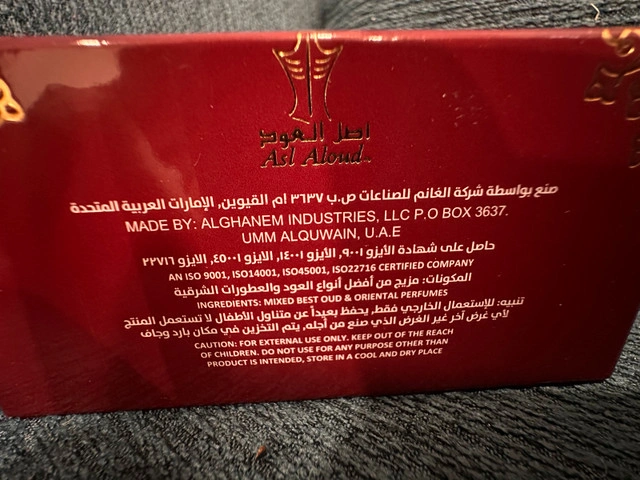 اصل العود
Asl Aloud
صنع بواسطة شركة الغانم للصناعات ص.ب ٣٦٣٧ ام القيوين, الإمارات العربية المتحدة
MADE BY: ALGHANEM INDUSTRIES, LLC P.O BOX 3637.
UMM ALQUWAIN, U.A.E
حاصل على شهادة الأيزو ٩٠٠١, الأيزو ١٤٠٠١, الايزو ٤٥٠٠١, الايزو ٢٢٧١٦
AN ISO 9001, ISO14001, ISO45001, ISO22716 CERTIFIED COMPANY
المكونات: مزيج من أفضل أنواع العود والعطورات الشرقية
INGREDIENTS: MIXED BEST OUD & ORIENTAL PERFUMES
تنبيه: للإستعمال الخارجي فقط, يحفظ بعيداً عن متناول الأطفال لا تستعمل المنتج
لأي غرض آخر غير الغرض الذي صنع من أجله, يتم التخزين في مكان بارد وجاف
CAUTION: FOR EXTERNAL USE ONLY. KEEP OUT OF THE REACH
OF CHILDREN. DO NOT USE FOR ANY PURPOSE OTHER THAN
PRODUCT IS INTENDED, STORE IN A COOL AND DRY PLACE